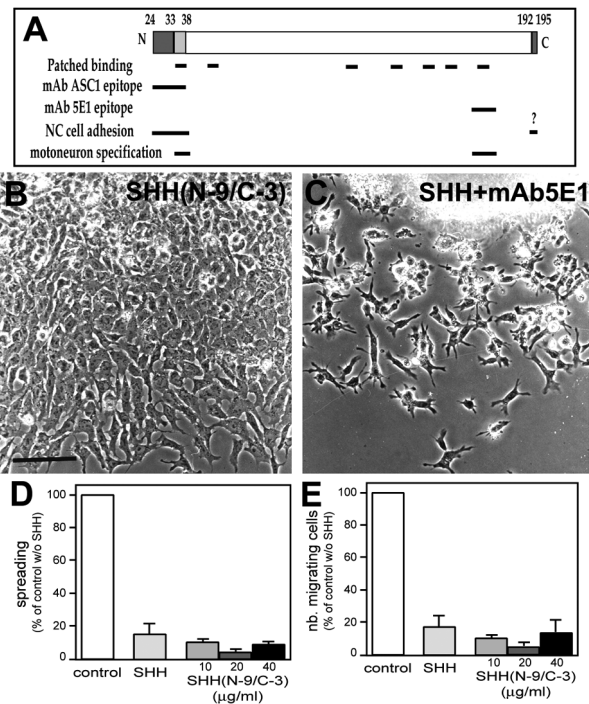 A
24 33 38 192 195
N C
Patched binding
mAb ASC1 epitope
mAb 5E1 epitope
?
NC cell adhesion
motoneuron specification
B SHH(N-9/C-3)
C SHH+mAb5E1
D
spreading
(% of control w/o SHH)
100
80
60
40
20
0
control SHH 10 20 40
SHH(N-9/C-3)
(µg/ml)
E
nb. migrating cells
(% of control w/o SHH)
100
80
60
40
20
0
control SHH 10 20 40
SHH(N-9/C-3)
(µg/ml)